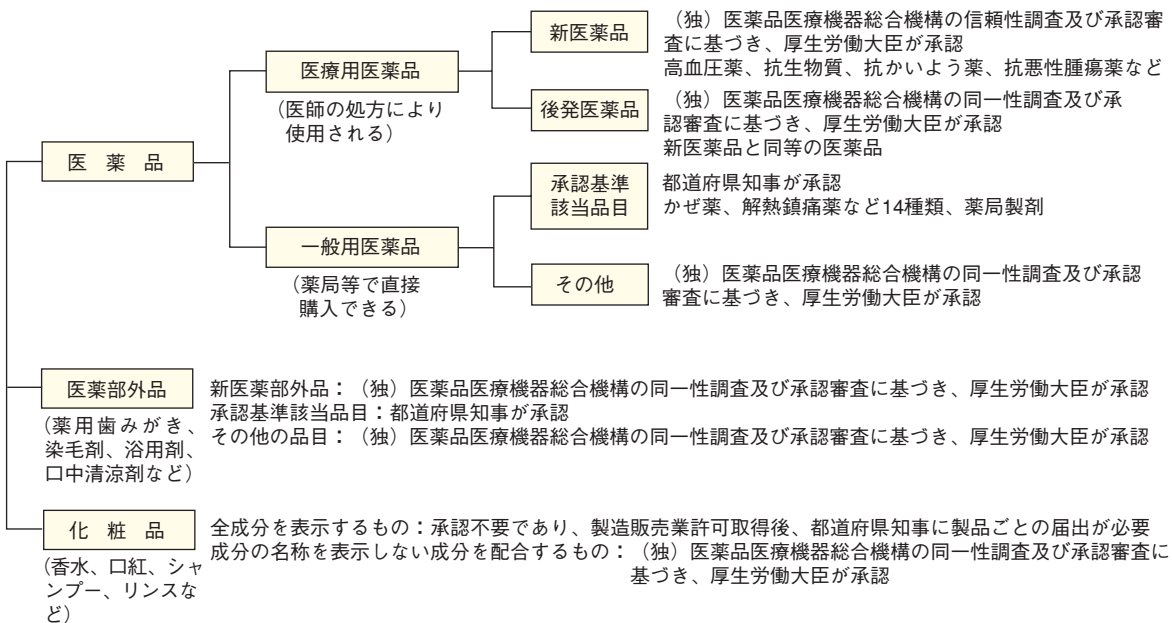 新医薬品
（独）医薬品医療機器総合機構の信頼性調査及び承認審
査に基づき、厚生労働大臣が承認
高血圧薬、抗生物質、抗かいよう薬、抗悪性腫瘍薬など
医療用医薬品
（医師の処方により
使用される）
後発医薬品
（独）医薬品医療機器総合機構の同一性調査及び承
認審査に基づき、厚生労働大臣が承認
新医薬品と同等の医薬品
医 薬 品
承認基準
該当品目
都道府県知事が承認
かぜ薬、解熱鎮痛薬など14種類、薬局製剤
一般用医薬品
（薬局等で直接
購入できる）
その他
（独）医薬品医療機器総合機構の同一性調査及び承認
審査に基づき、厚生労働大臣が承認
医薬部外品
（薬用歯みがき、
染毛剤、浴用剤、
口中清涼剤など）
新医薬部外品：（独）医薬品医療機器総合機構の同一性調査及び承認審査に基づき、厚生労働大臣が承認
承認基準該当品目：都道府県知事が承認
その他の品目：（独）医薬品医療機器総合機構の同一性調査及び承認審査に基づき、厚生労働大臣が承認
化 粧 品
（香水、口紅、シャ
ンプー、リンスな
ど）
全成分を表示するもの：承認不要であり、製造販売業許可取得後、都道府県知事に製品ごとの届出が必要
成分の名称を表示しない成分を配合するもの：（独）医薬品医療機器総合機構の同一性調査及び承認審査に
基づき、厚生労働大臣が承認